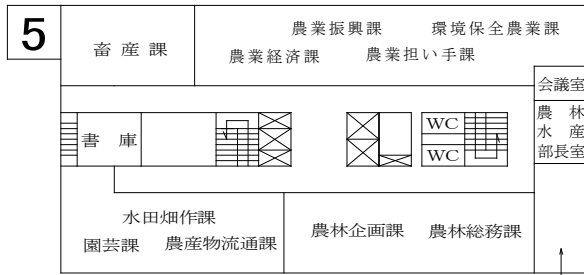 5
畜産課
農業振興課 環境保全農業課
農業経済課 農業担い手課
会議室
農林
水産
部長室
書庫
WC
WC
水田畑作課
園芸課 農産物流通課
農林企画課 農林総務課